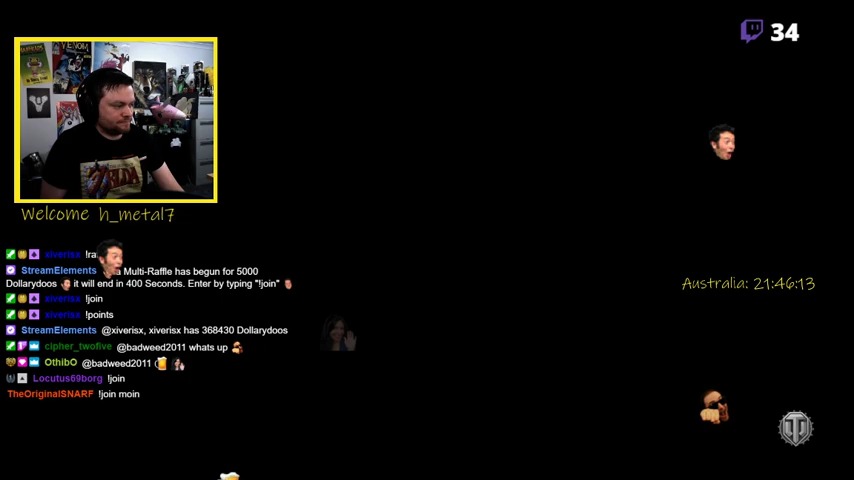 34
VENOM
ZELDA
Welcome h_metal7
xiverisx !ra
StreamElements a Multi-Raffle has begun for 5000
Dollarydoos it will end in 400 Seconds. Enter by typing "!join"
xiverisx !join
xiverisx !points
StreamElements @xiverisx, xiverisx has 368430 Dollarydoos
cipher_twofive @badweed2011 whats up
OthibO @badweed2011
Locutus69borg !join
TheOriginalSNARF !join moin
Australia: 21:46:13